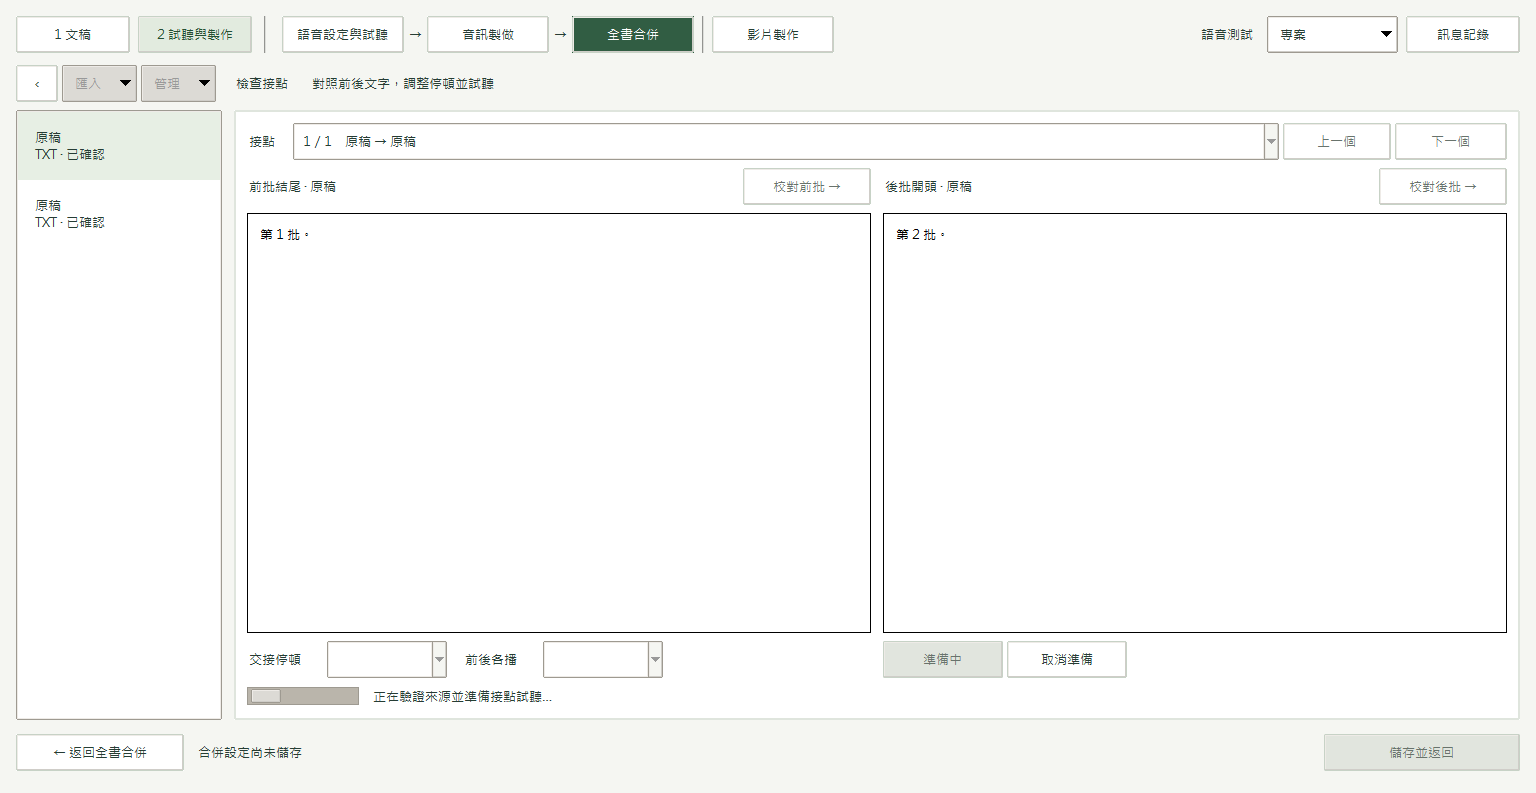 1 文稿
2 試聽與製作
語音設定與試聽
→
音訊製做
→
全書合併
影片製作
語音測試
專案
訊息記錄
‹
匯入
管理
檢查接點
對照前後文字，調整停頓並試聽
原稿
TXT · 已確認
原稿
TXT · 已確認
接點
1 / 1 原稿 → 原稿
上一個
下一個
前批結尾 · 原稿
校對前批 →
後批開頭 · 原稿
校對後批 →
第 1 批。
第 2 批。
交接停頓
前後各播
準備中
取消準備
正在驗證來源並準備接點試聽...
← 返回全書合併
合併設定尚未儲存
儲存並返回